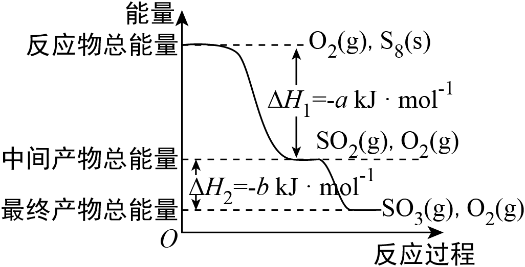 能量
反应物总能量 O₂(g), S₈(s)
ΔH₁=-a kJ · mol⁻¹
SO₂(g), O₂(g)
中间产物总能量
ΔH₂=-b kJ · mol⁻¹
最终产物总能量 SO₃(g), O₂(g)
O
反应过程